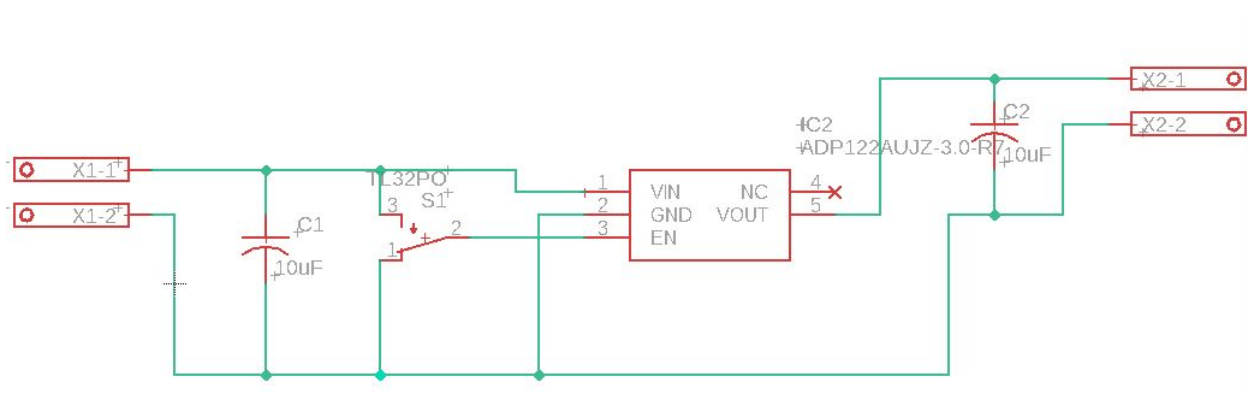 X2-1
C2
IC2
X2-2
ADP122AUJZ-3.0-R7
10uF
X1-1
TL32PO
S1
1
VIN
NC
4
3
2
GND
VOUT
5
X1-2
C1
2
3
EN
1
10uF